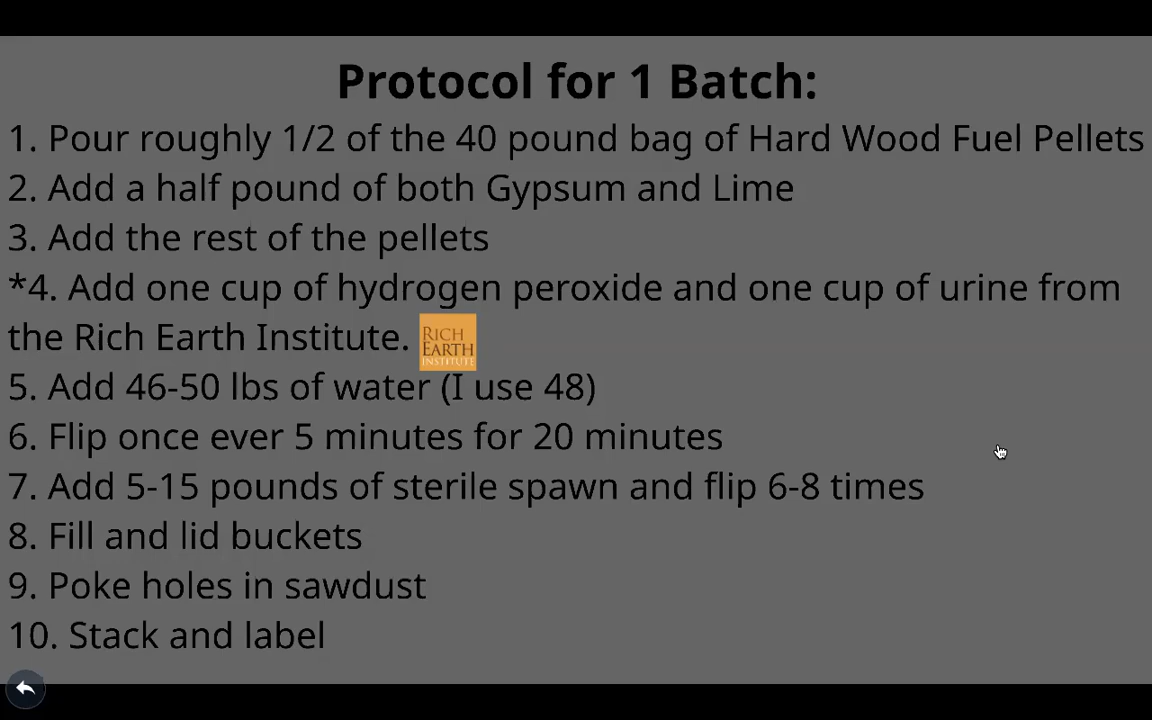 Protocol for 1 Batch:
1. Pour roughly 1/2 of the 40 pound bag of Hard Wood Fuel Pellets
2. Add a half pound of both Gypsum and Lime
3. Add the rest of the pellets
*4. Add one cup of hydrogen peroxide and one cup of urine from
the Rich Earth Institute.
RICH
EARTH
INSTITUTE
5. Add 46-50 lbs of water (I use 48)
6. Flip once ever 5 minutes for 20 minutes
7. Add 5-15 pounds of sterile spawn and flip 6-8 times
8. Fill and lid buckets
9. Poke holes in sawdust
10. Stack and label